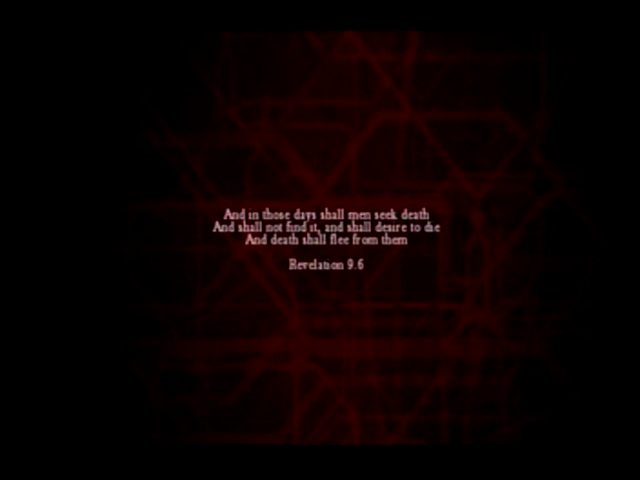 And in those days shall men seek death
And shall not find it, and shall desire to die
And death shall flee from them
Revelation 9.6